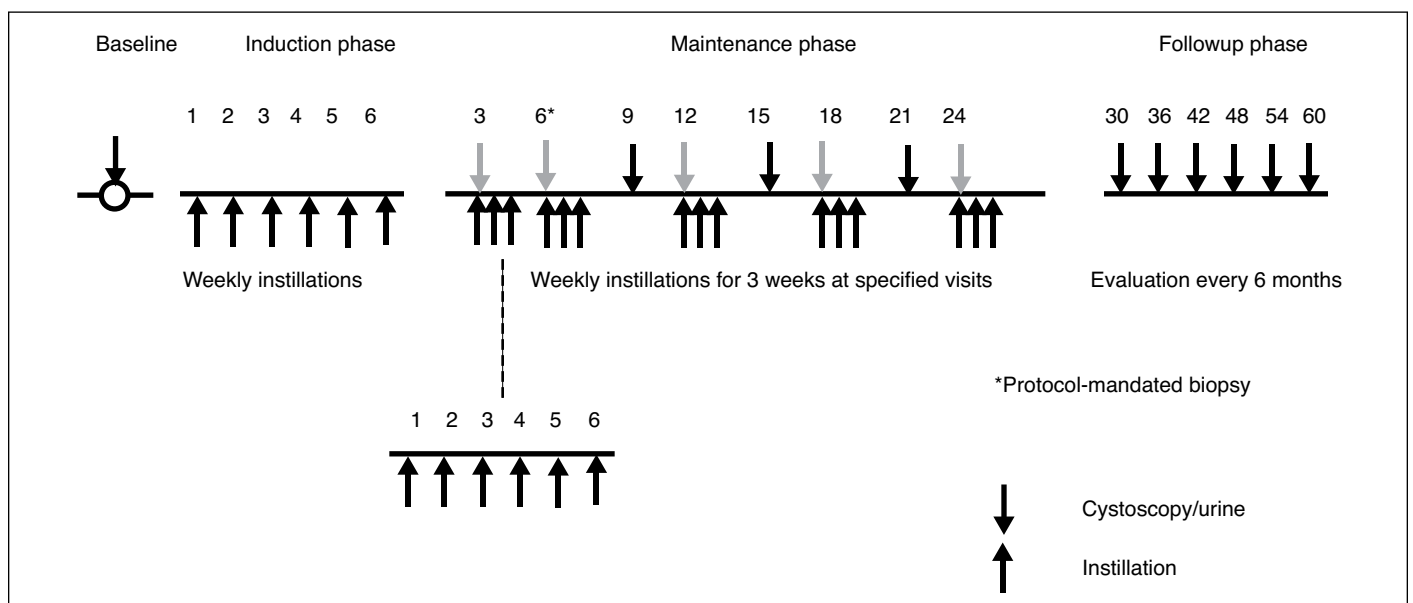 Baseline Induction phase Maintenance phase Followup phase
1 2 3 4 5 6 3 6* 9 12 15 18 21 24 30 36 42 48 54 60
Weekly instillations Weekly instillations for 3 weeks at specified visits Evaluation every 6 months
*Protocol-mandated biopsy
1 2 3 4 5 6
Cystoscopy/urine
Instillation